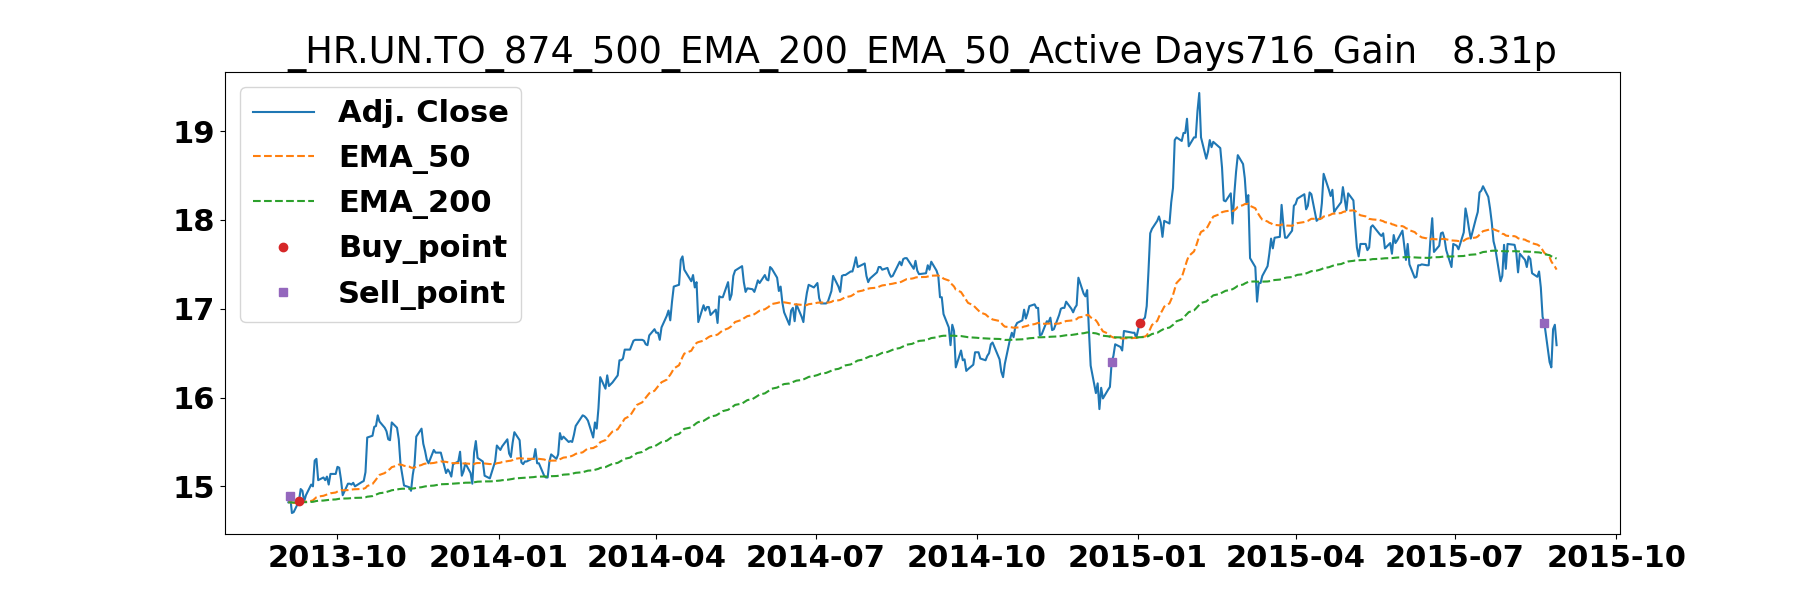 _HR.UN.TO_874_500_EMA_200_EMA_50_Active Days716_Gain   8.31p
Adj. Close
EMA_50
EMA_200
Buy_point
Sell_point
19
18
17
16
15
2013-10 2014-01 2014-04 2014-07 2014-10 2015-01 2015-04 2015-07 2015-10